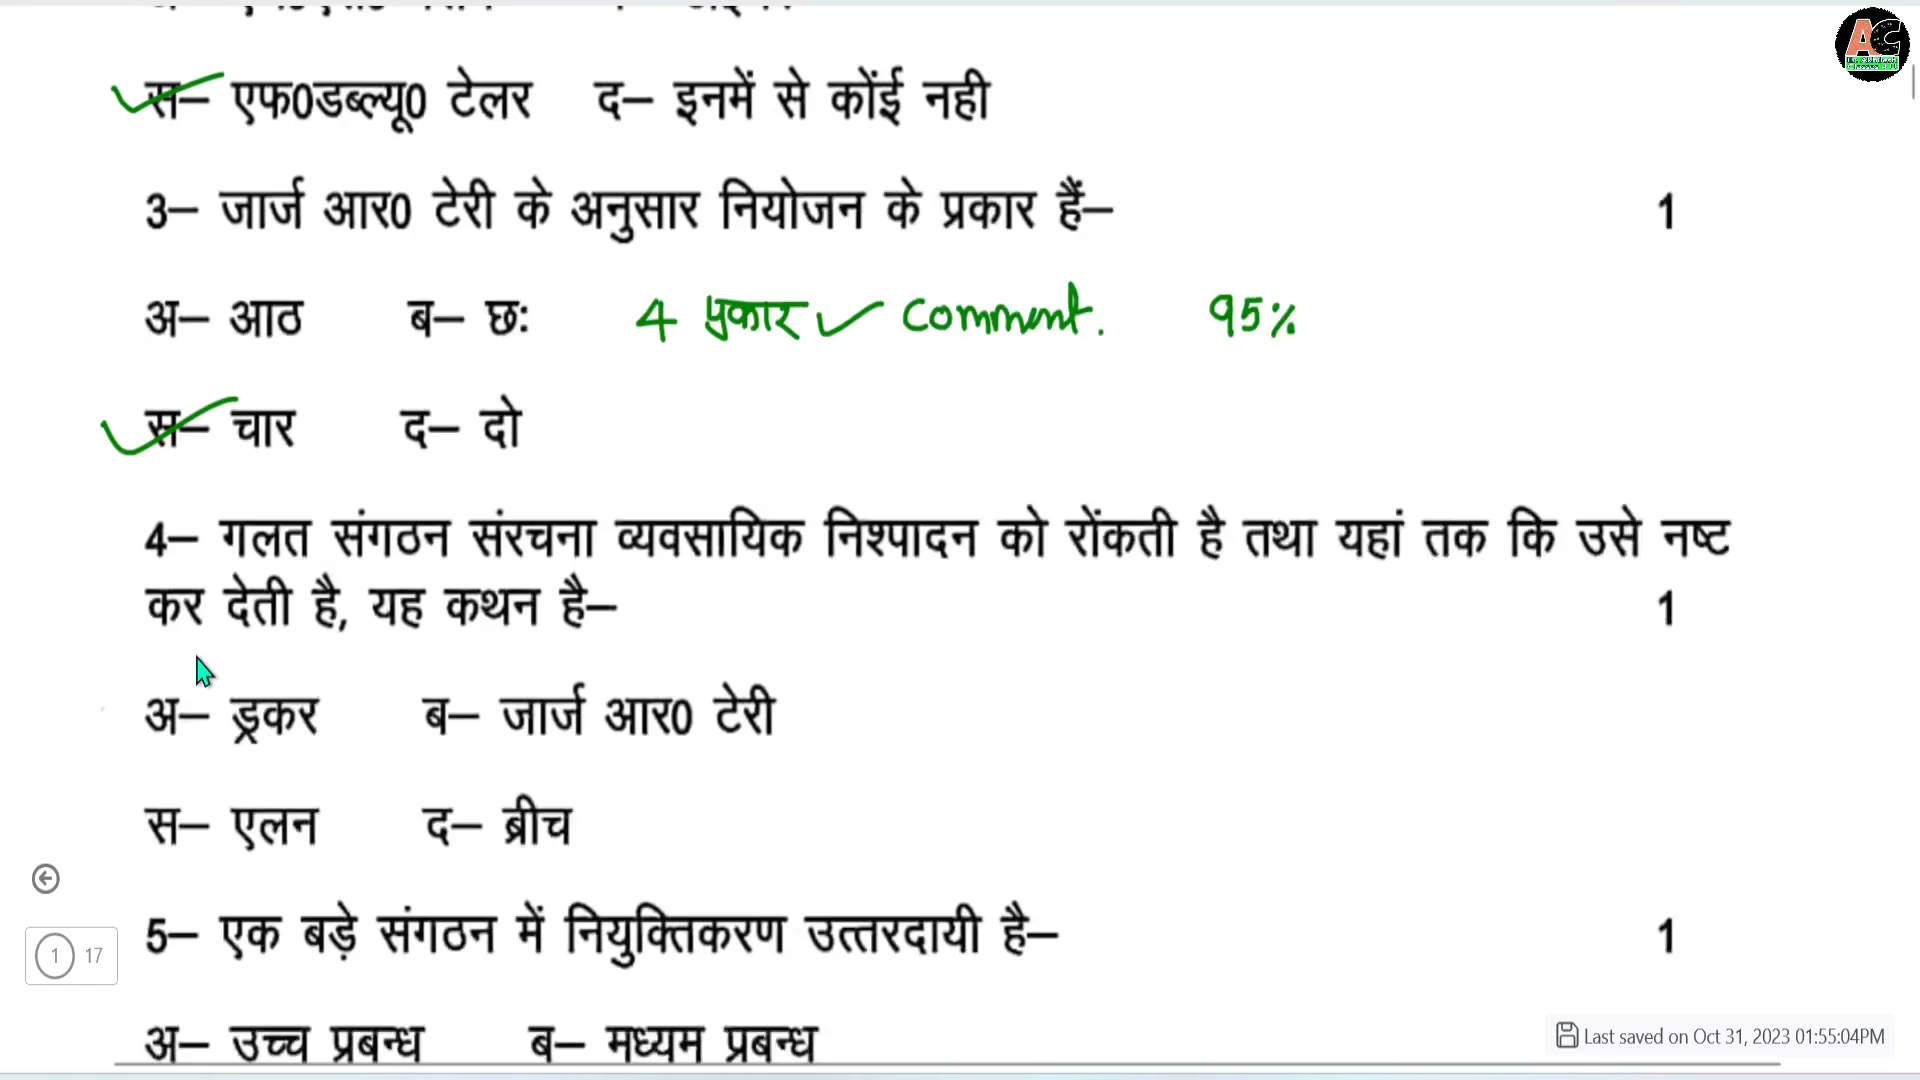 स– एफ0डब्ल्यू0 टेलर द– इनमें से कोंई नही
3– जार्ज आर0 टेरी के अनुसार नियोजन के प्रकार हैं– 1
अ– आठ ब– छः 4 प्रकार comment. 95%
स– चार द– दो
4– गलत संगठन संरचना व्यवसायिक निश्पादन को रोंकती है तथा यहां तक कि उसे नष्ट
कर देती है, यह कथन है– 1
अ– ड्रकर ब– जार्ज आर0 टेरी
स– एलन द– ब्रीच
5– एक बड़े संगठन में नियुक्तिकरण उत्तरदायी है– 1
अ– उच्च प्रबन्ध ब– मध्यम प्रबन्ध
1 17
Last saved on Oct 31, 2023 01:55:04PM
AC